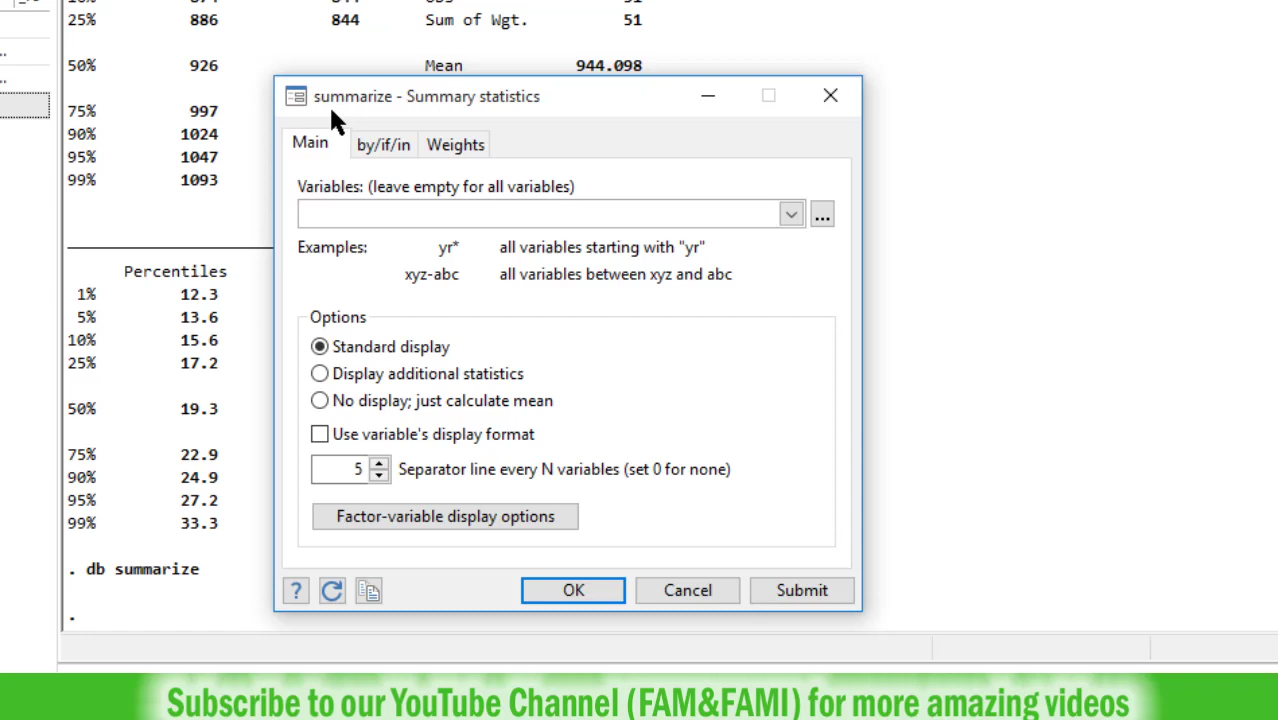 25% 886 844 Sum of Wgt. 51
50% 926 Mean 944.098
summarize - Summary statistics
75% 997
90% 1024
95% 1047
99% 1093
Main by/if/in Weights
Variables: (leave empty for all variables)
...
Examples: yr* all variables starting with "yr"
xyz-abc all variables between xyz and abc
Percentiles
1% 12.3
5% 13.6
10% 15.6
25% 17.2
50% 19.3
75% 22.9
90% 24.9
95% 27.2
99% 33.3
Options
Standard display
Display additional statistics
No display; just calculate mean
Use variable's display format
5 Separator line every N variables (set 0 for none)
Factor-variable display options
. db summarize
? OK Cancel Submit
.
Subscribe to our YouTube Channel (FAM&FAMI) for more amazing videos